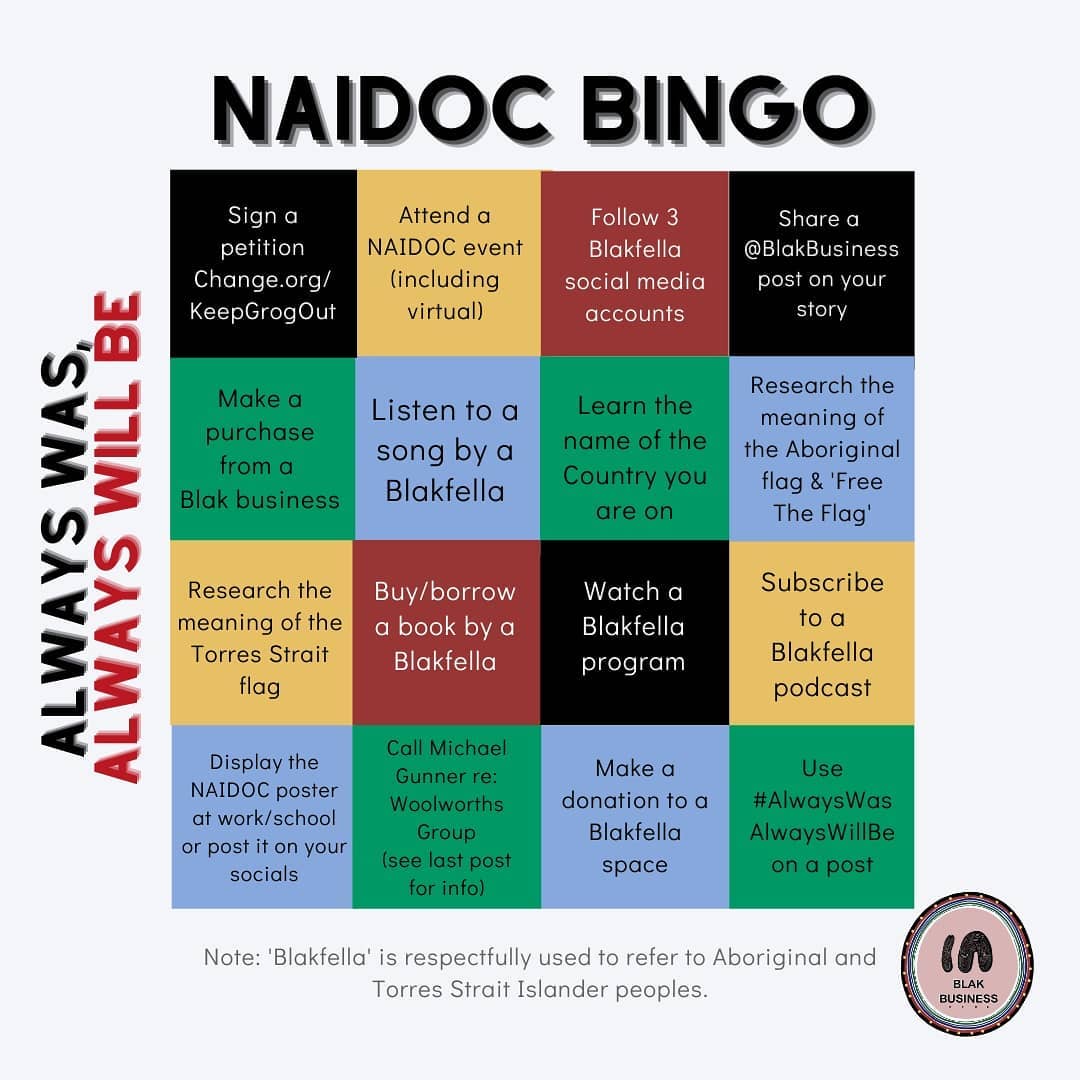 NAIDOC BINGO
ALWAYS WAS,
ALWAYS WILL BE
Sign a
petition
Change.org/
KeepGrogOut
Attend a
NAIDOC event
(including
virtual)
Follow 3
Blakfella
social media
accounts
Share a
@BlakBusiness
post on your
story
Make a
purchase
from a
Blak business
Listen to a
song by a
Blakfella
Learn the
name of the
Country you
are on
Research the
meaning of
the Aboriginal
flag & 'Free
The Flag'
Research the
meaning of the
Torres Strait
flag
Buy/borrow
a book by a
Blakfella
Watch a
Blakfella
program
Subscribe
to a
Blakfella
podcast
Display the
NAIDOC poster
at work/school
or post it on your
socials
Call Michael
Gunner re:
Woolworths
Group
(see last post
for info)
Make a
donation to a
Blakfella
space
Use
#AlwaysWas
AlwaysWillBe
on a post
Note: 'Blakfella' is respectfully used to refer to Aboriginal and
Torres Strait Islander peoples.
BLAK
BUSINESS